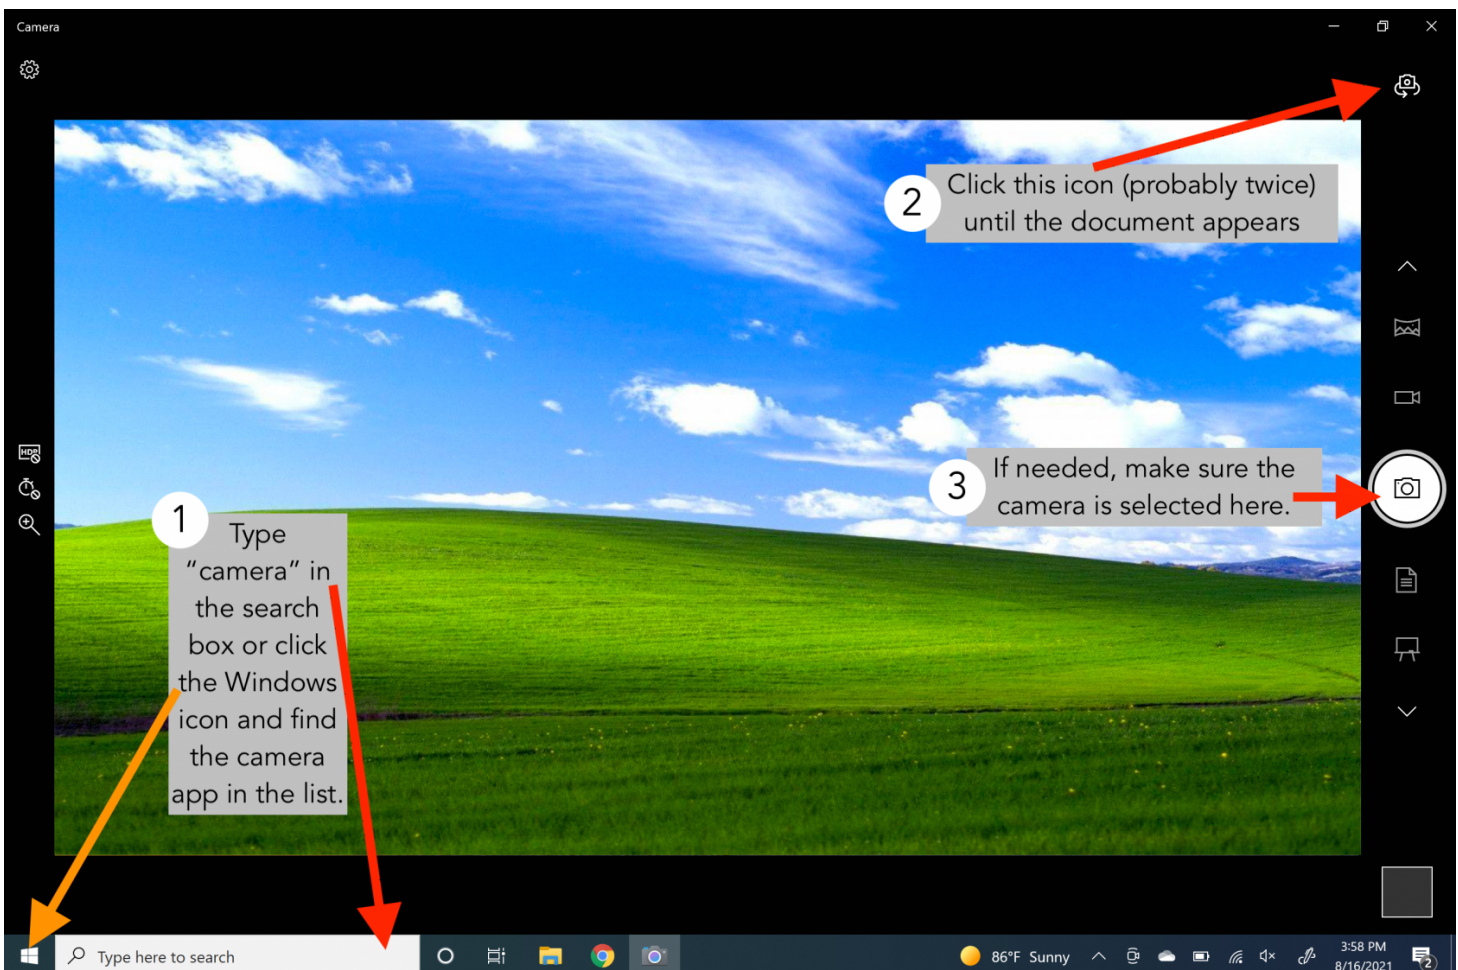 Camera
2
Click this icon (probably twice)
until the document appears
HDR
3
If needed, make sure the
camera is selected here.
1
Type
“camera” in
the search
box or click
the Windows
icon and find
the camera
app in the list.
Type here to search
86°F Sunny
3:58 PM
8/16/2021
2